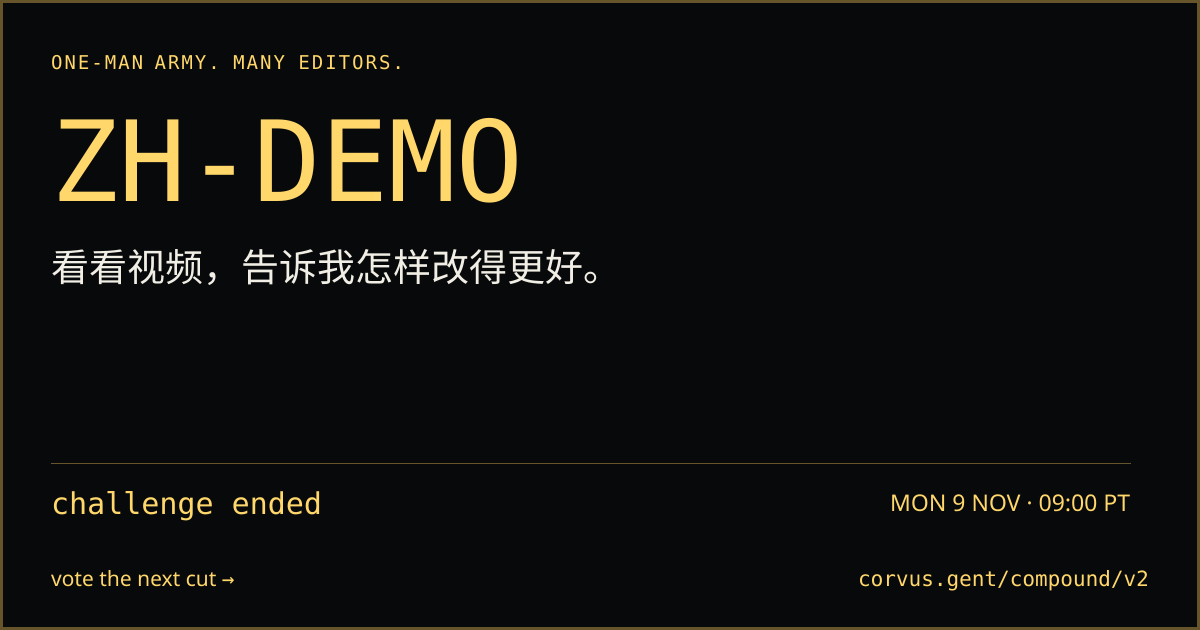 ONE-MAN ARMY. MANY EDITORS.
ZH-DEMO
看看视频，告诉我怎样改得更好。
challenge ended
MON 9 NOV · 09:00 PT
vote the next cut →
corvus.gent/compound/v2